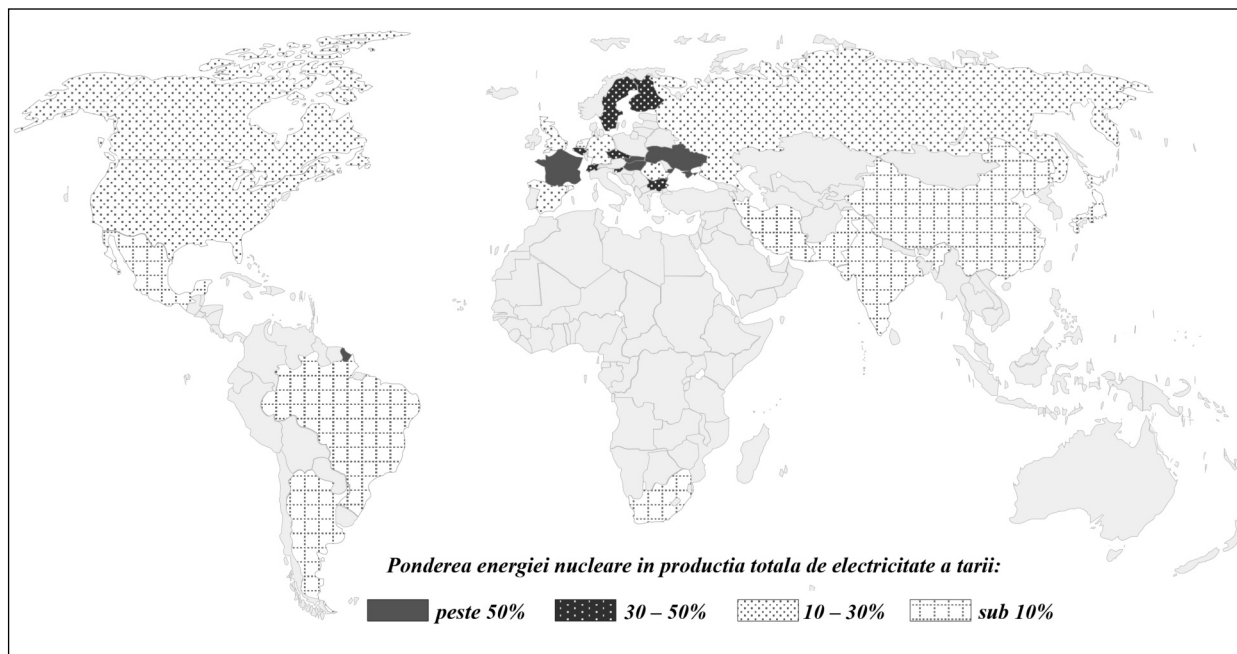 Ponderea energiei nucleare in productia totala de electricitate a tarii:
peste 50% 30 – 50% 10 – 30% sub 10%